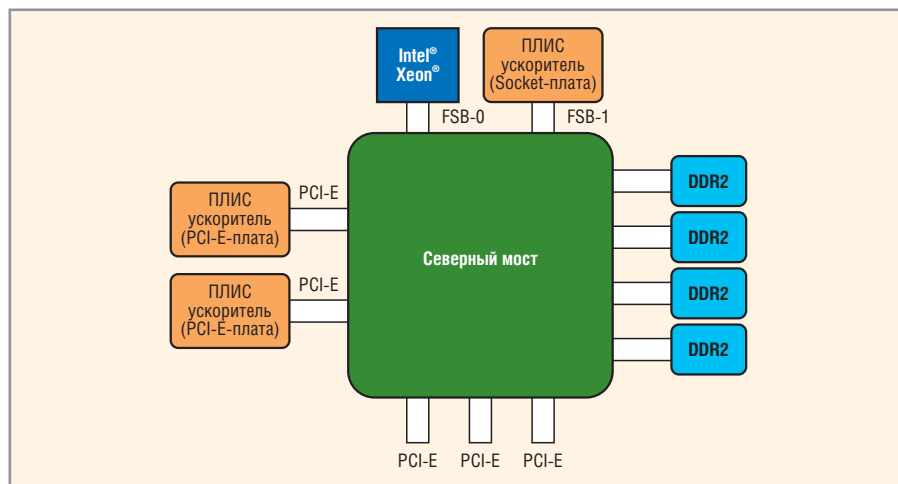 Intel®
Xeon®
ПЛИС
ускоритель
(Socket-плата)
FSB-0
FSB-1
ПЛИС
ускоритель
(PCI-E-плата)
PCI-E
ПЛИС
ускоритель
(PCI-E-плата)
PCI-E
Северный мост
DDR2
DDR2
DDR2
DDR2
PCI-E
PCI-E
PCI-E